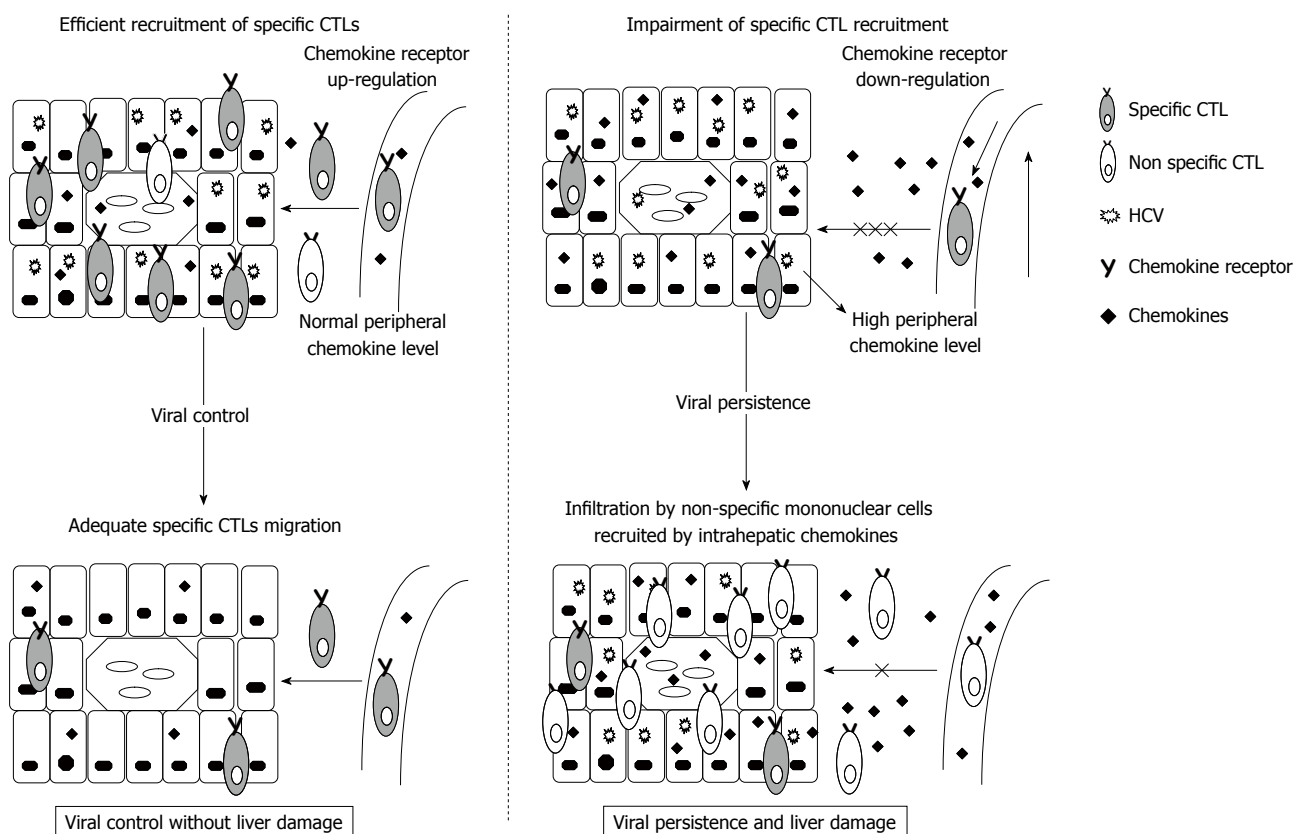 Efficient recruitment of specific CTLs
Chemokine receptor
up-regulation
Normal peripheral
chemokine level
Viral control
Adequate specific CTLs migration
Viral control without liver damage
Impairment of specific CTL recruitment
Chemokine receptor
down-regulation
High peripheral
chemokine level
Viral persistence
Infiltration by non-specific mononuclear cells
recruited by intrahepatic chemokines
Viral persistence and liver damage
Specific CTL
Non specific CTL
HCV
Chemokine receptor
Chemokines